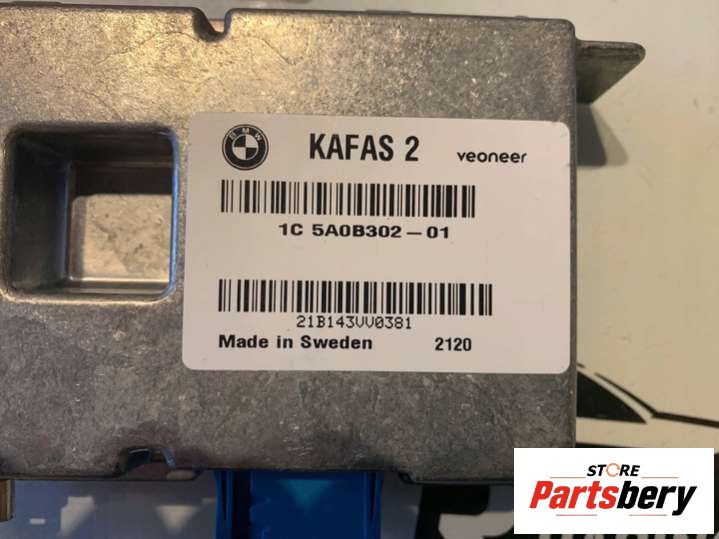 BMW
KAFAS 2
veoneer
1C 5A0B302-01
21B143VV0381
Made in Sweden
2120
STORE
Partsbery